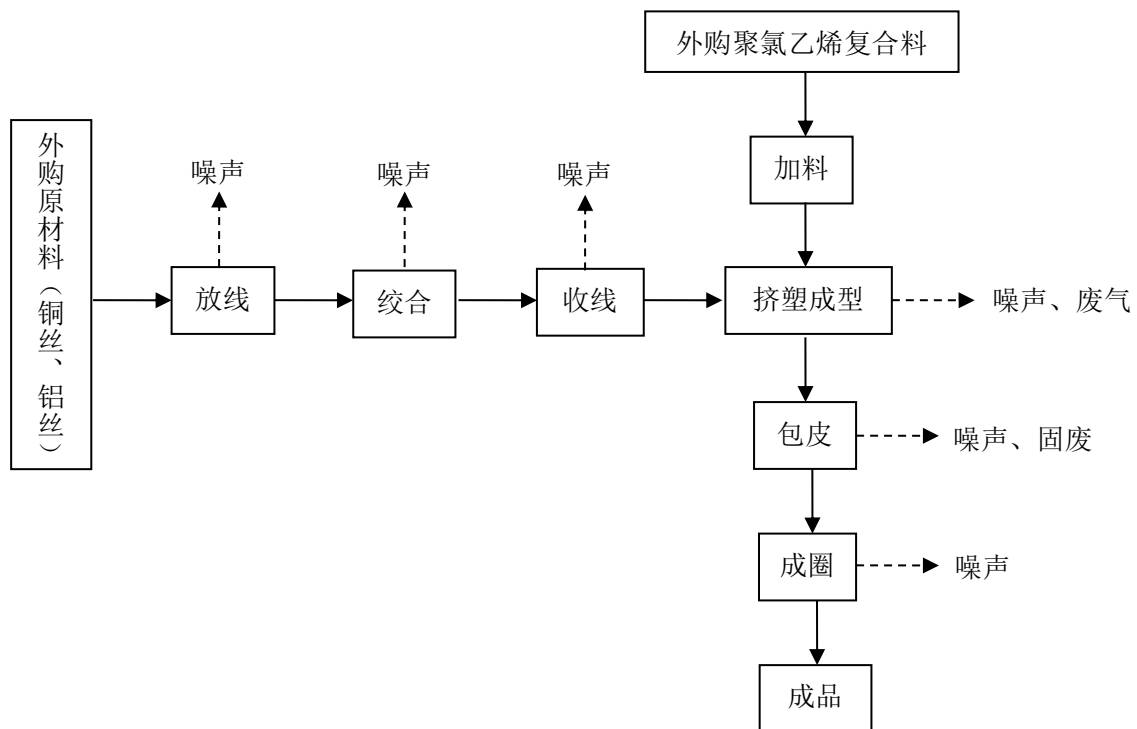 外购聚氯乙烯复合料
加料
外购原材料（铜丝、铝丝）
噪声
噪声
噪声
放线
绞合
收线
挤塑成型
噪声、废气
包皮
噪声、固废
成圈
噪声
成品